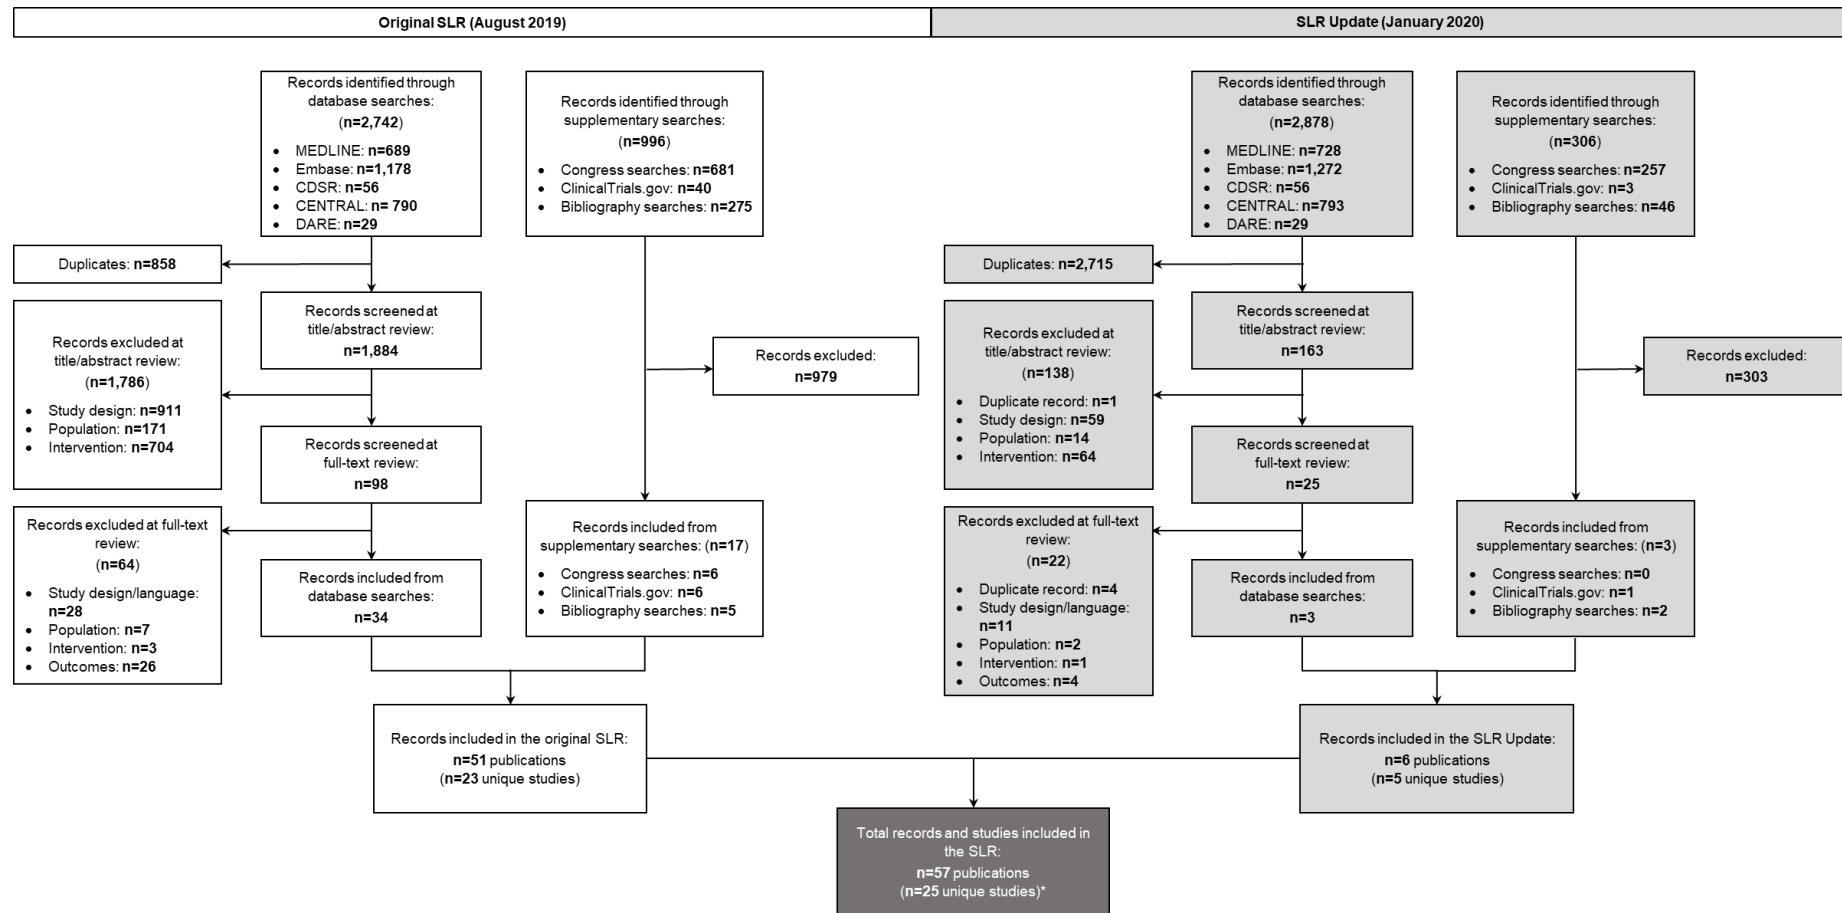 Original SLR (August 2019)
SLR Update (January 2020)
Records identified through
database searches:
(n=2,742)
• MEDLINE: n=689
• Embase: n=1,178
• CDSR: n=56
• CENTRAL: n= 790
• DARE: n=29
Records identified through
supplementary searches:
(n=996)
• Congress searches: n=681
• ClinicalTrials.gov: n=40
• Bibliography searches: n=275
Duplicates: n=858
Records screened at
title/abstract review:
n=1,884
Records excluded at
title/abstract review:
(n=1,786)
• Study design: n=911
• Population: n=171
• Intervention: n=704
Records excluded:
n=979
Records screened at
full-text review:
n=98
Records excluded at full-text
review:
(n=64)
• Study design/language:
n=28
• Population: n=7
• Intervention: n=3
• Outcomes: n=26
Records included from
database searches:
n=34
Records included from
supplementary searches: (n=17)
• Congress searches: n=6
• ClinicalTrials.gov: n=6
• Bibliography searches: n=5
Records included in the original SLR:
n=51 publications
(n=23 unique studies)
Records identified through
database searches:
(n=2,878)
• MEDLINE: n=728
• Embase: n=1,272
• CDSR: n=56
• CENTRAL: n=793
• DARE: n=29
Records identified through
supplementary searches:
(n=306)
• Congress searches: n=257
• ClinicalTrials.gov: n=3
• Bibliography searches: n=46
Duplicates: n=2,715
Records screened at
title/abstract review:
n=163
Records excluded at
title/abstract review:
(n=138)
• Duplicate record: n=1
• Study design: n=59
• Population: n=14
• Intervention: n=64
Records excluded:
n=303
Records screened at
full-text review:
n=25
Records excluded at full-text
review:
(n=22)
• Duplicate record: n=4
• Study design/language:
n=11
• Population: n=2
• Intervention: n=1
• Outcomes: n=4
Records included from
database searches:
n=3
Records included from
supplementary searches: (n=3)
• Congress searches: n=0
• ClinicalTrials.gov: n=1
• Bibliography searches: n=2
Records included in the SLR Update:
n=6 publications
(n=5 unique studies)
Total records and studies included in
the SLR:
n=57 publications
(n=25 unique studies)*